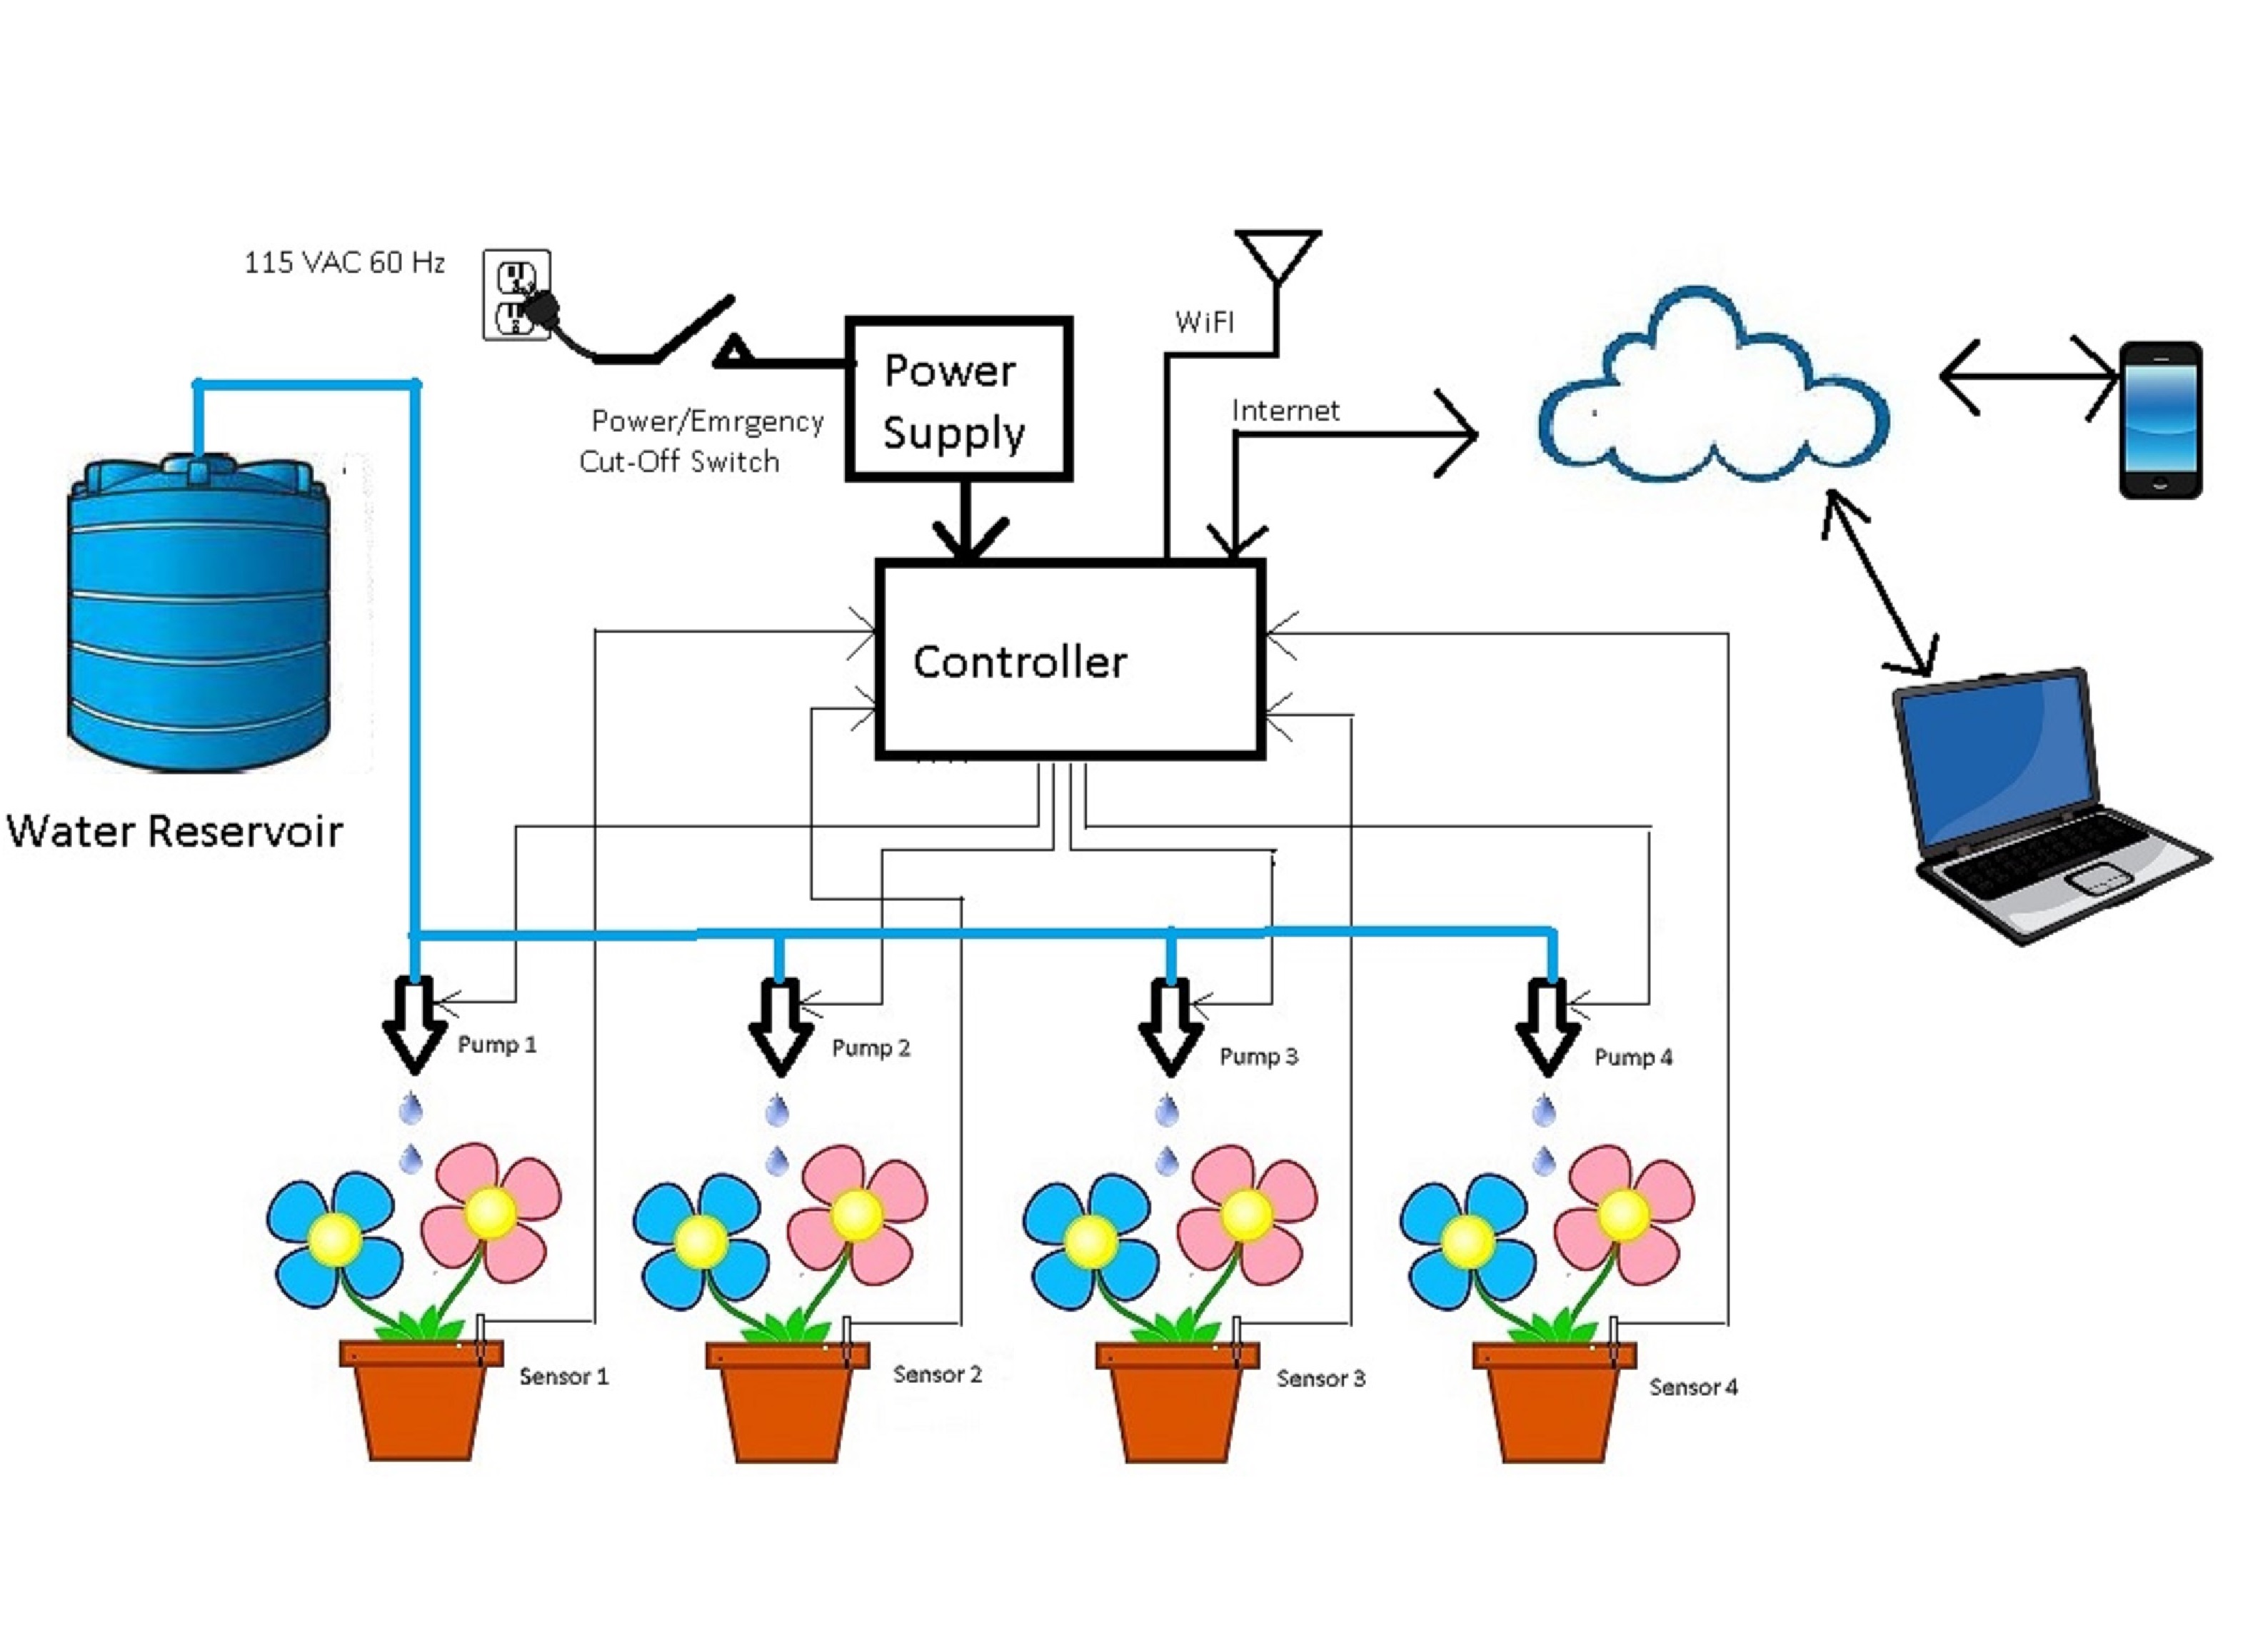 115 VAC 60 Hz
WiFI
Power
Supply
Internet
Power/Emrgency
Cut-Off Switch
Controller
Water Reservoir
Pump 1
Pump 2
Pump 3
Pump 4
Sensor 1
Sensor 2
Sensor 3
Sensor 4